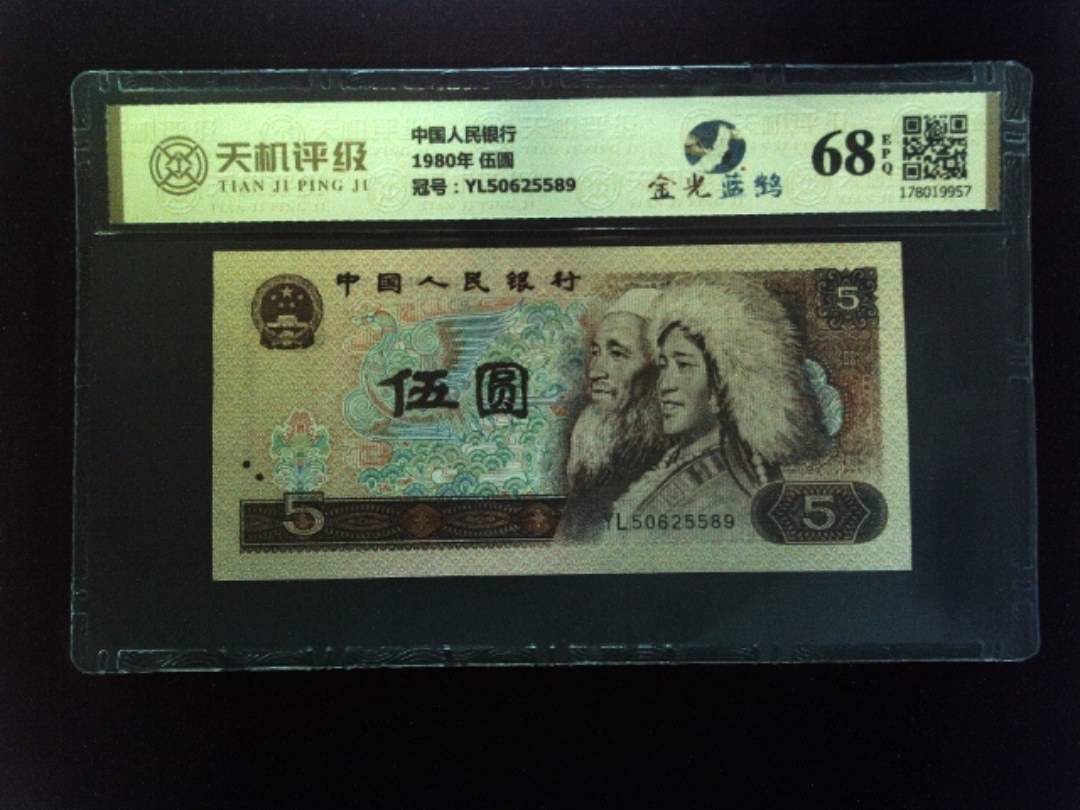 天机评级
TIAN JI PING JI
中国人民银行
1980年 伍圆
冠号：YL50625589
金光蓝鹤
68
EPQ
178019957
中国人民银行
5
伍圆
5
YL50625589
5